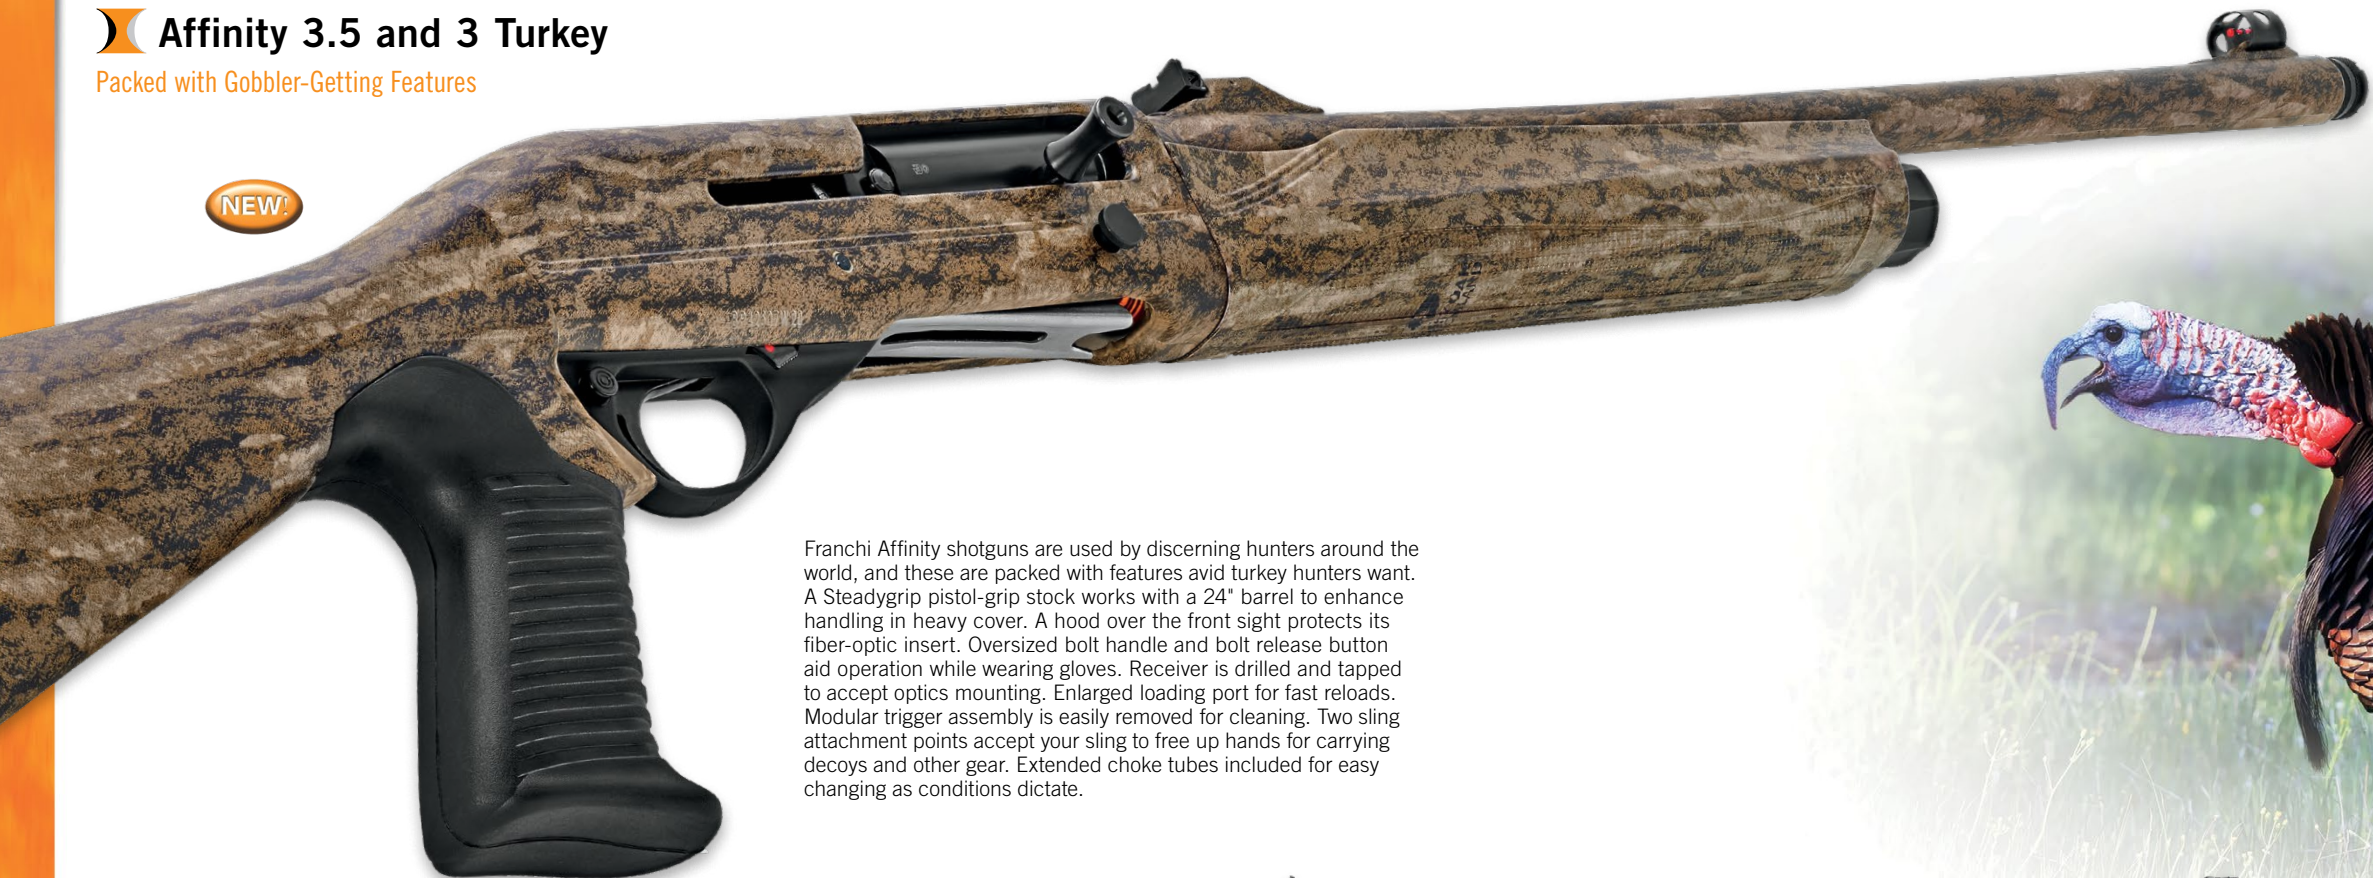 Affinity 3.5 and 3 Turkey
Packed with Gobbler-Getting Features
NEW!
Franchi Affinity shotguns are used by discerning hunters around the
world, and these are packed with features avid turkey hunters want.
A Steadygrip pistol-grip stock works with a 24" barrel to enhance
handling in heavy cover. A hood over the front sight protects its
fiber-optic insert. Oversized bolt handle and bolt release button
aid operation while wearing gloves. Receiver is drilled and tapped
to accept optics mounting. Enlarged loading port for fast reloads.
Modular trigger assembly is easily removed for cleaning. Two sling
attachment points accept your sling to free up hands for carrying
decoys and other gear. Extended choke tubes included for easy
changing as conditions dictate.